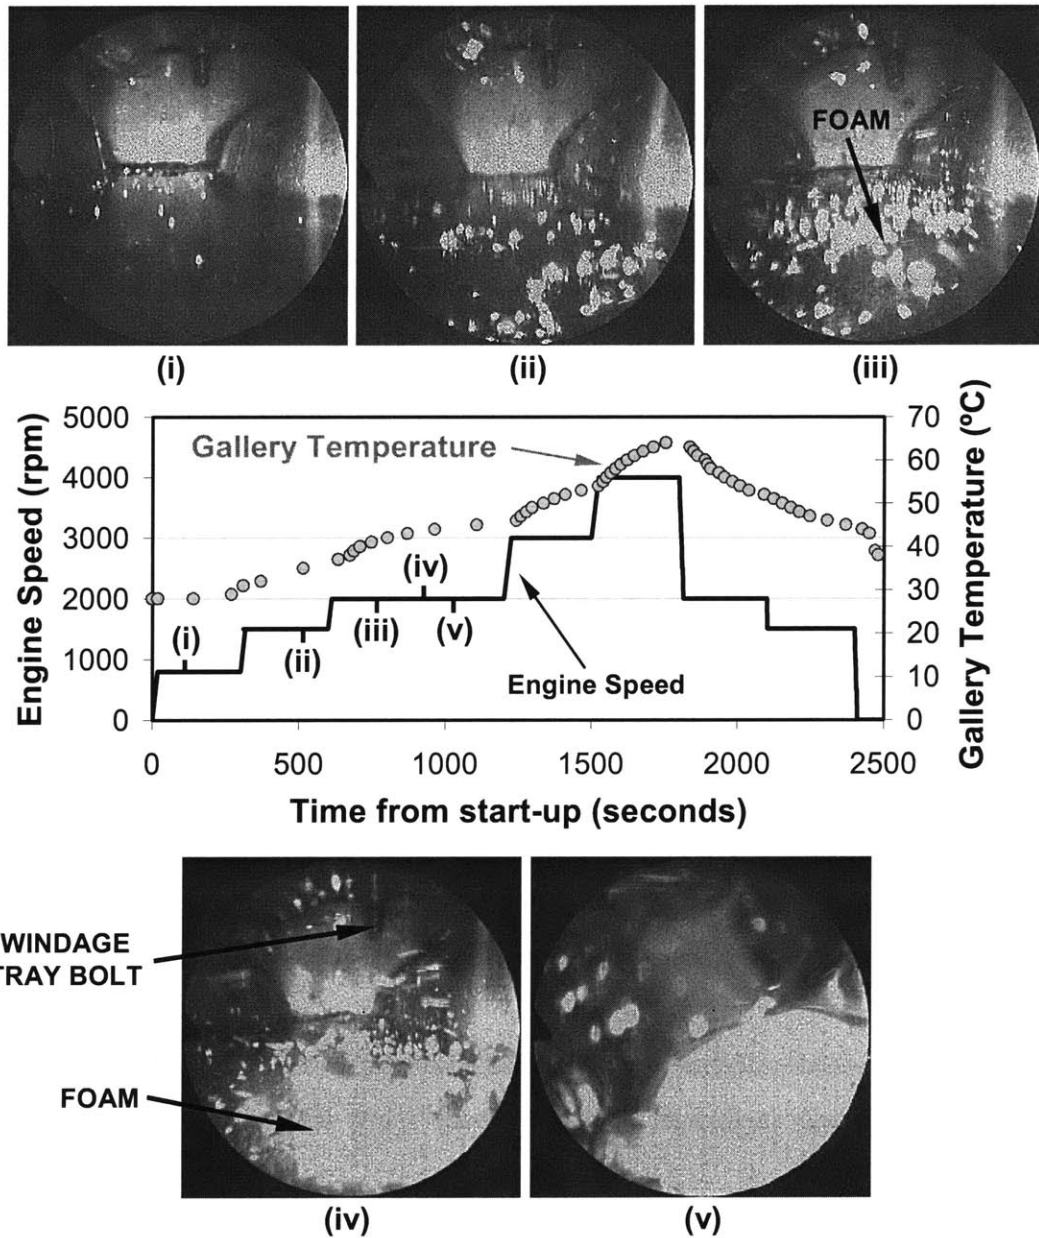 FOAM
(i)
(ii)
(iii)
Engine Speed (rpm)
5000
4000
3000
2000
1000
0
Gallery Temperature
(i)
(ii)
(iii)
(iv)
(v)
Engine Speed
70
60
50
40
30
20
10
0
Gallery Temperature (ºC)
0
500
1000
1500
2000
2500
Time from start-up (seconds)
WINDAGE
TRAY BOLT
FOAM
(iv)
(v)